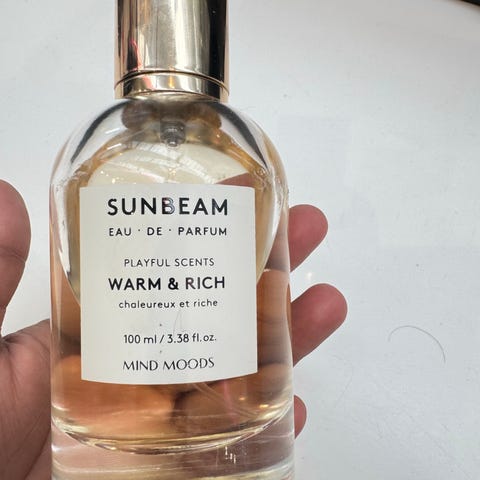 SUNBEAM
EAU · DE · PARFUM
PLAYFUL SCENTS
WARM & RICH
chaleureux et riche
100 ml / 3.38 fl.oz.
MIND MOODS